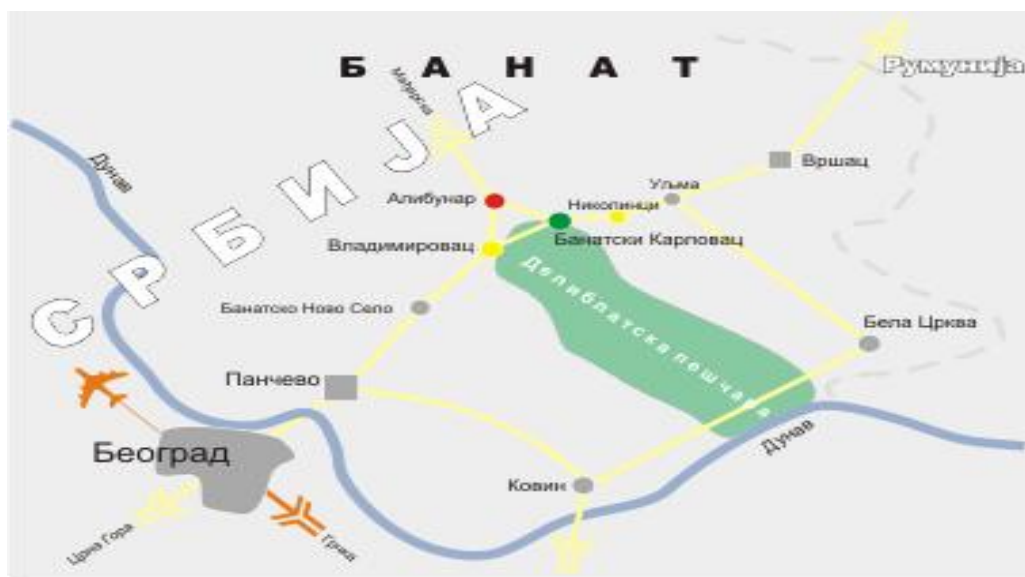 БАНАТ
Румунија
Мађарска
СРБИЈА
Дунав
Вршац
Уљма
Алибунар
Николинци
Владимировац
Банатски Карловац
Делиблатска пешчара
Банатско Ново Село
Бела Црква
Панчево
Београд
Дунав
Ковин
Црна Гора
Грчка